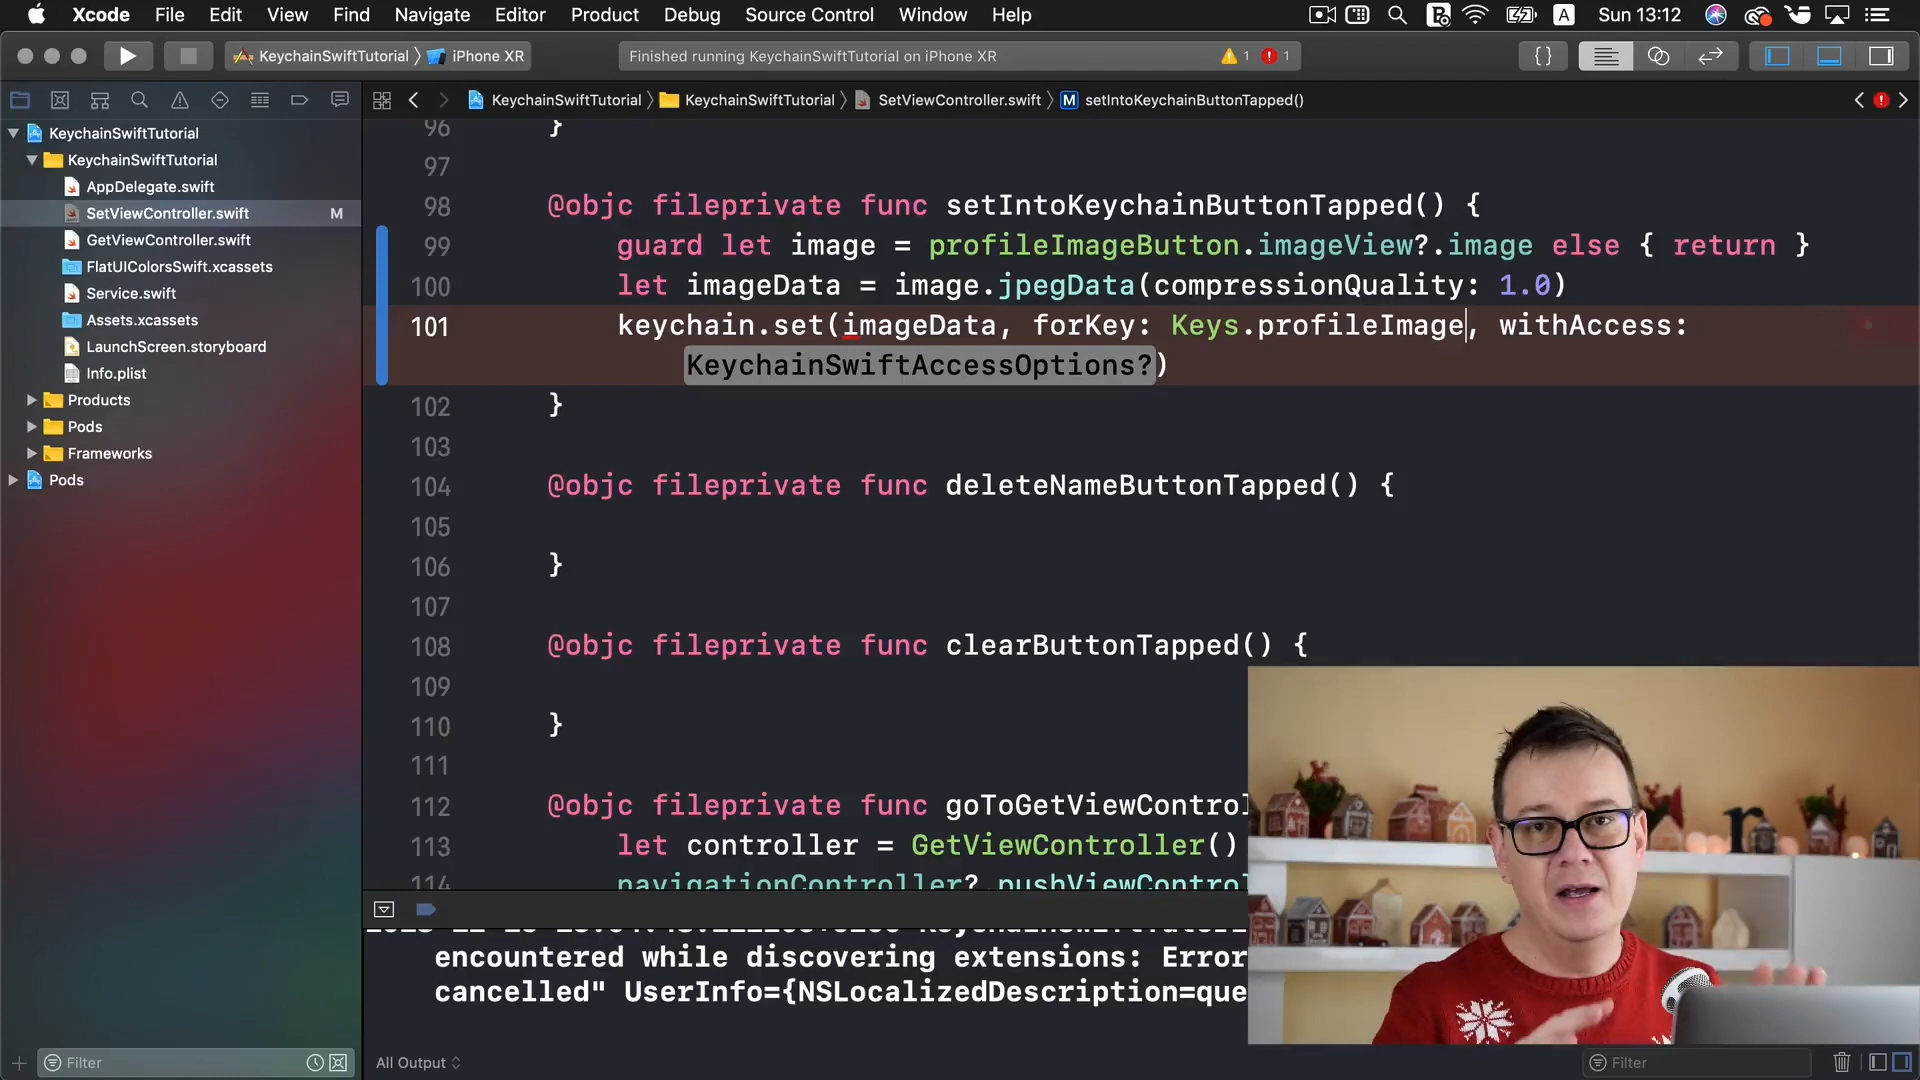 Xcode File Edit View Find Navigate Editor Product Debug Source Control Window Help A Sun 13:12
KeychainSwiftTutorial iPhone XR Finished running KeychainSwiftTutorial on iPhone XR 1 1 {}
KeychainSwiftTutorial KeychainSwiftTutorial SetViewController.swift M setIntoKeychainButtonTapped()
KeychainSwiftTutorial
KeychainSwiftTutorial
AppDelegate.swift
SetViewController.swift M
GetViewController.swift
FlatUIColorsSwift.xcassets
Service.swift
Assets.xcassets
LaunchScreen.storyboard
Info.plist
Products
Pods
Frameworks
Pods
Filter
96 }
97
98 @objc fileprivate func setIntoKeychainButtonTapped() {
99 guard let image = profileImageButton.imageView?.image else { return }
100 let imageData = image.jpegData(compressionQuality: 1.0)
101 keychain.set(imageData, forKey: Keys.profileImage, withAccess:
KeychainSwiftAccessOptions?)
102 }
103
104 @objc fileprivate func deleteNameButtonTapped() {
105
106 }
107
108 @objc fileprivate func clearButtonTapped() {
109
110 }
111
112 @objc fileprivate func goToGetViewControl
113 let controller = GetViewController()
114 navigationController?.pushViewControl
encountered while discovering extensions: Error
cancelled" UserInfo={NSLocalizedDescription=que
All Output
Filter